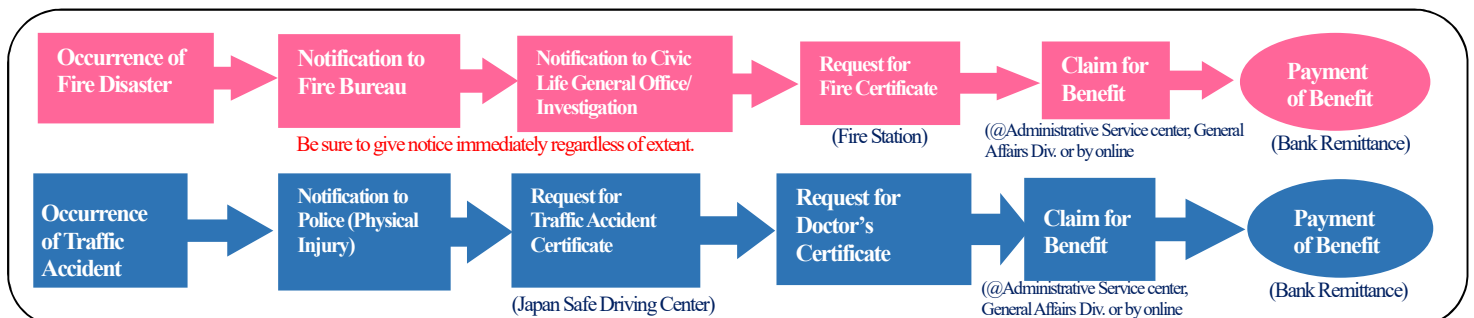 Occurrence of
Fire Disaster
Notification to
Fire Bureau
Notification to Civic
Life General Office/
Investigation
Request for
Fire Certificate
Claim for
Benefit
Payment
of Benefit
Be sure to give notice immediately regardless of extent.
(Fire Station)
(@Administrative Service center, General
Affairs Div. or by online
(Bank Remittance)
Occurrence
of Traffic
Accident
Notification to
Police (Physical
Injury)
Request for
Traffic Accident
Certificate
Request for
Doctor's
Certificate
Claim for
Benefit
Payment
of Benefit
(Japan Safe Driving Center)
(@Administrative Service center,
General Affairs Div. or by online
(Bank Remittance)